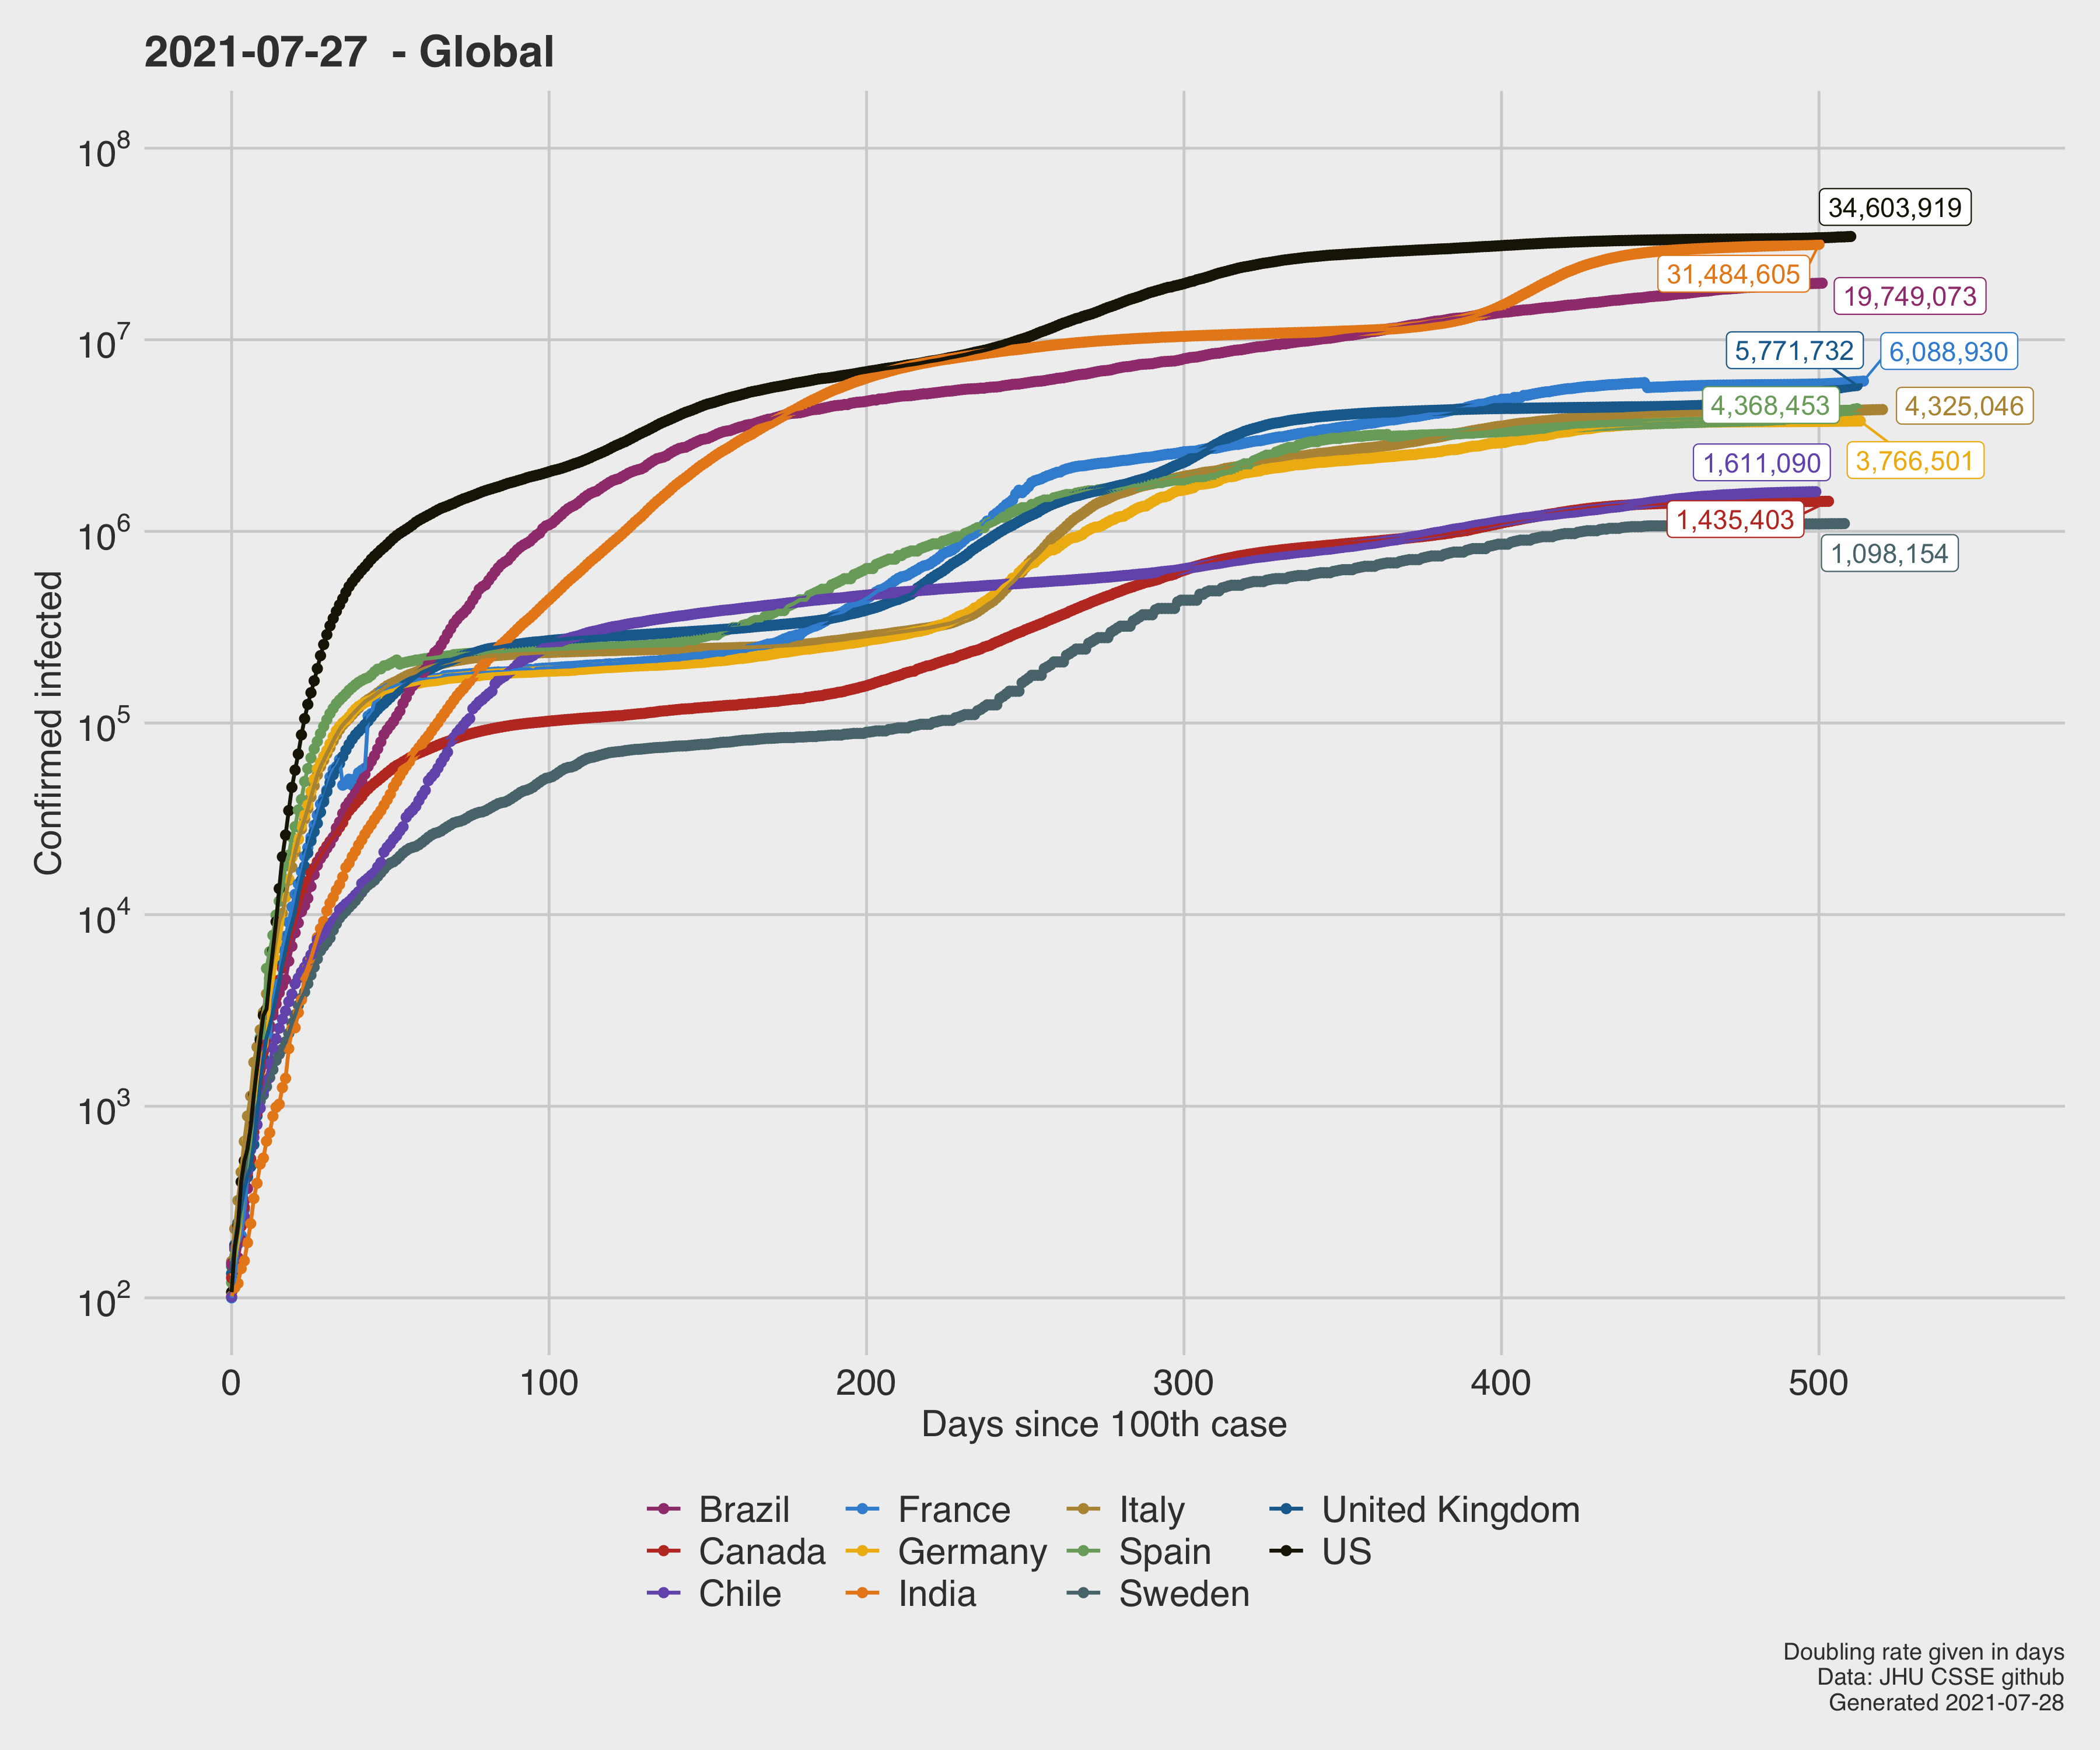 2021-07-27 - Global
10^8
10^7
10^6
10^5
10^4
10^3
10^2
Confirmed infected
34,603,919
31,484,605
19,749,073
5,771,732
6,088,930
4,368,453
4,325,046
1,611,090
3,766,501
1,435,403
1,098,154
0 100 200 300 400 500
Days since 100th case
Brazil France Italy United Kingdom
Canada Germany Spain US
Chile India Sweden
Doubling rate given in days
Data: JHU CSSE github
Generated 2021-07-28